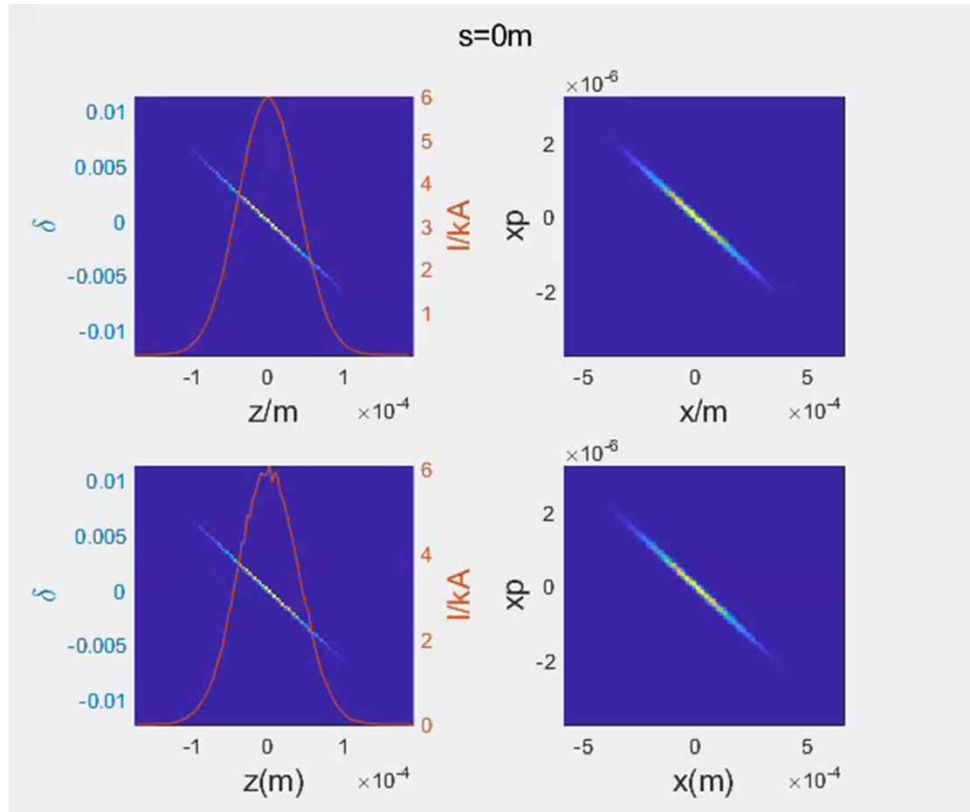 s=0m
×10⁻⁶
0.01
0.005
0
-0.005
-0.01
δ
6
5
4
3
2
1
I/kA
2
0
-2
xp
-1 0 1
z/m ×10⁻⁴
-5 0 5
x/m ×10⁻⁴
×10⁻⁶
0.01
0.005
0
-0.005
-0.01
δ
6
4
2
0
I/kA
2
0
-2
xp
-1 0 1
z(m) ×10⁻⁴
-5 0 5
x(m) ×10⁻⁴